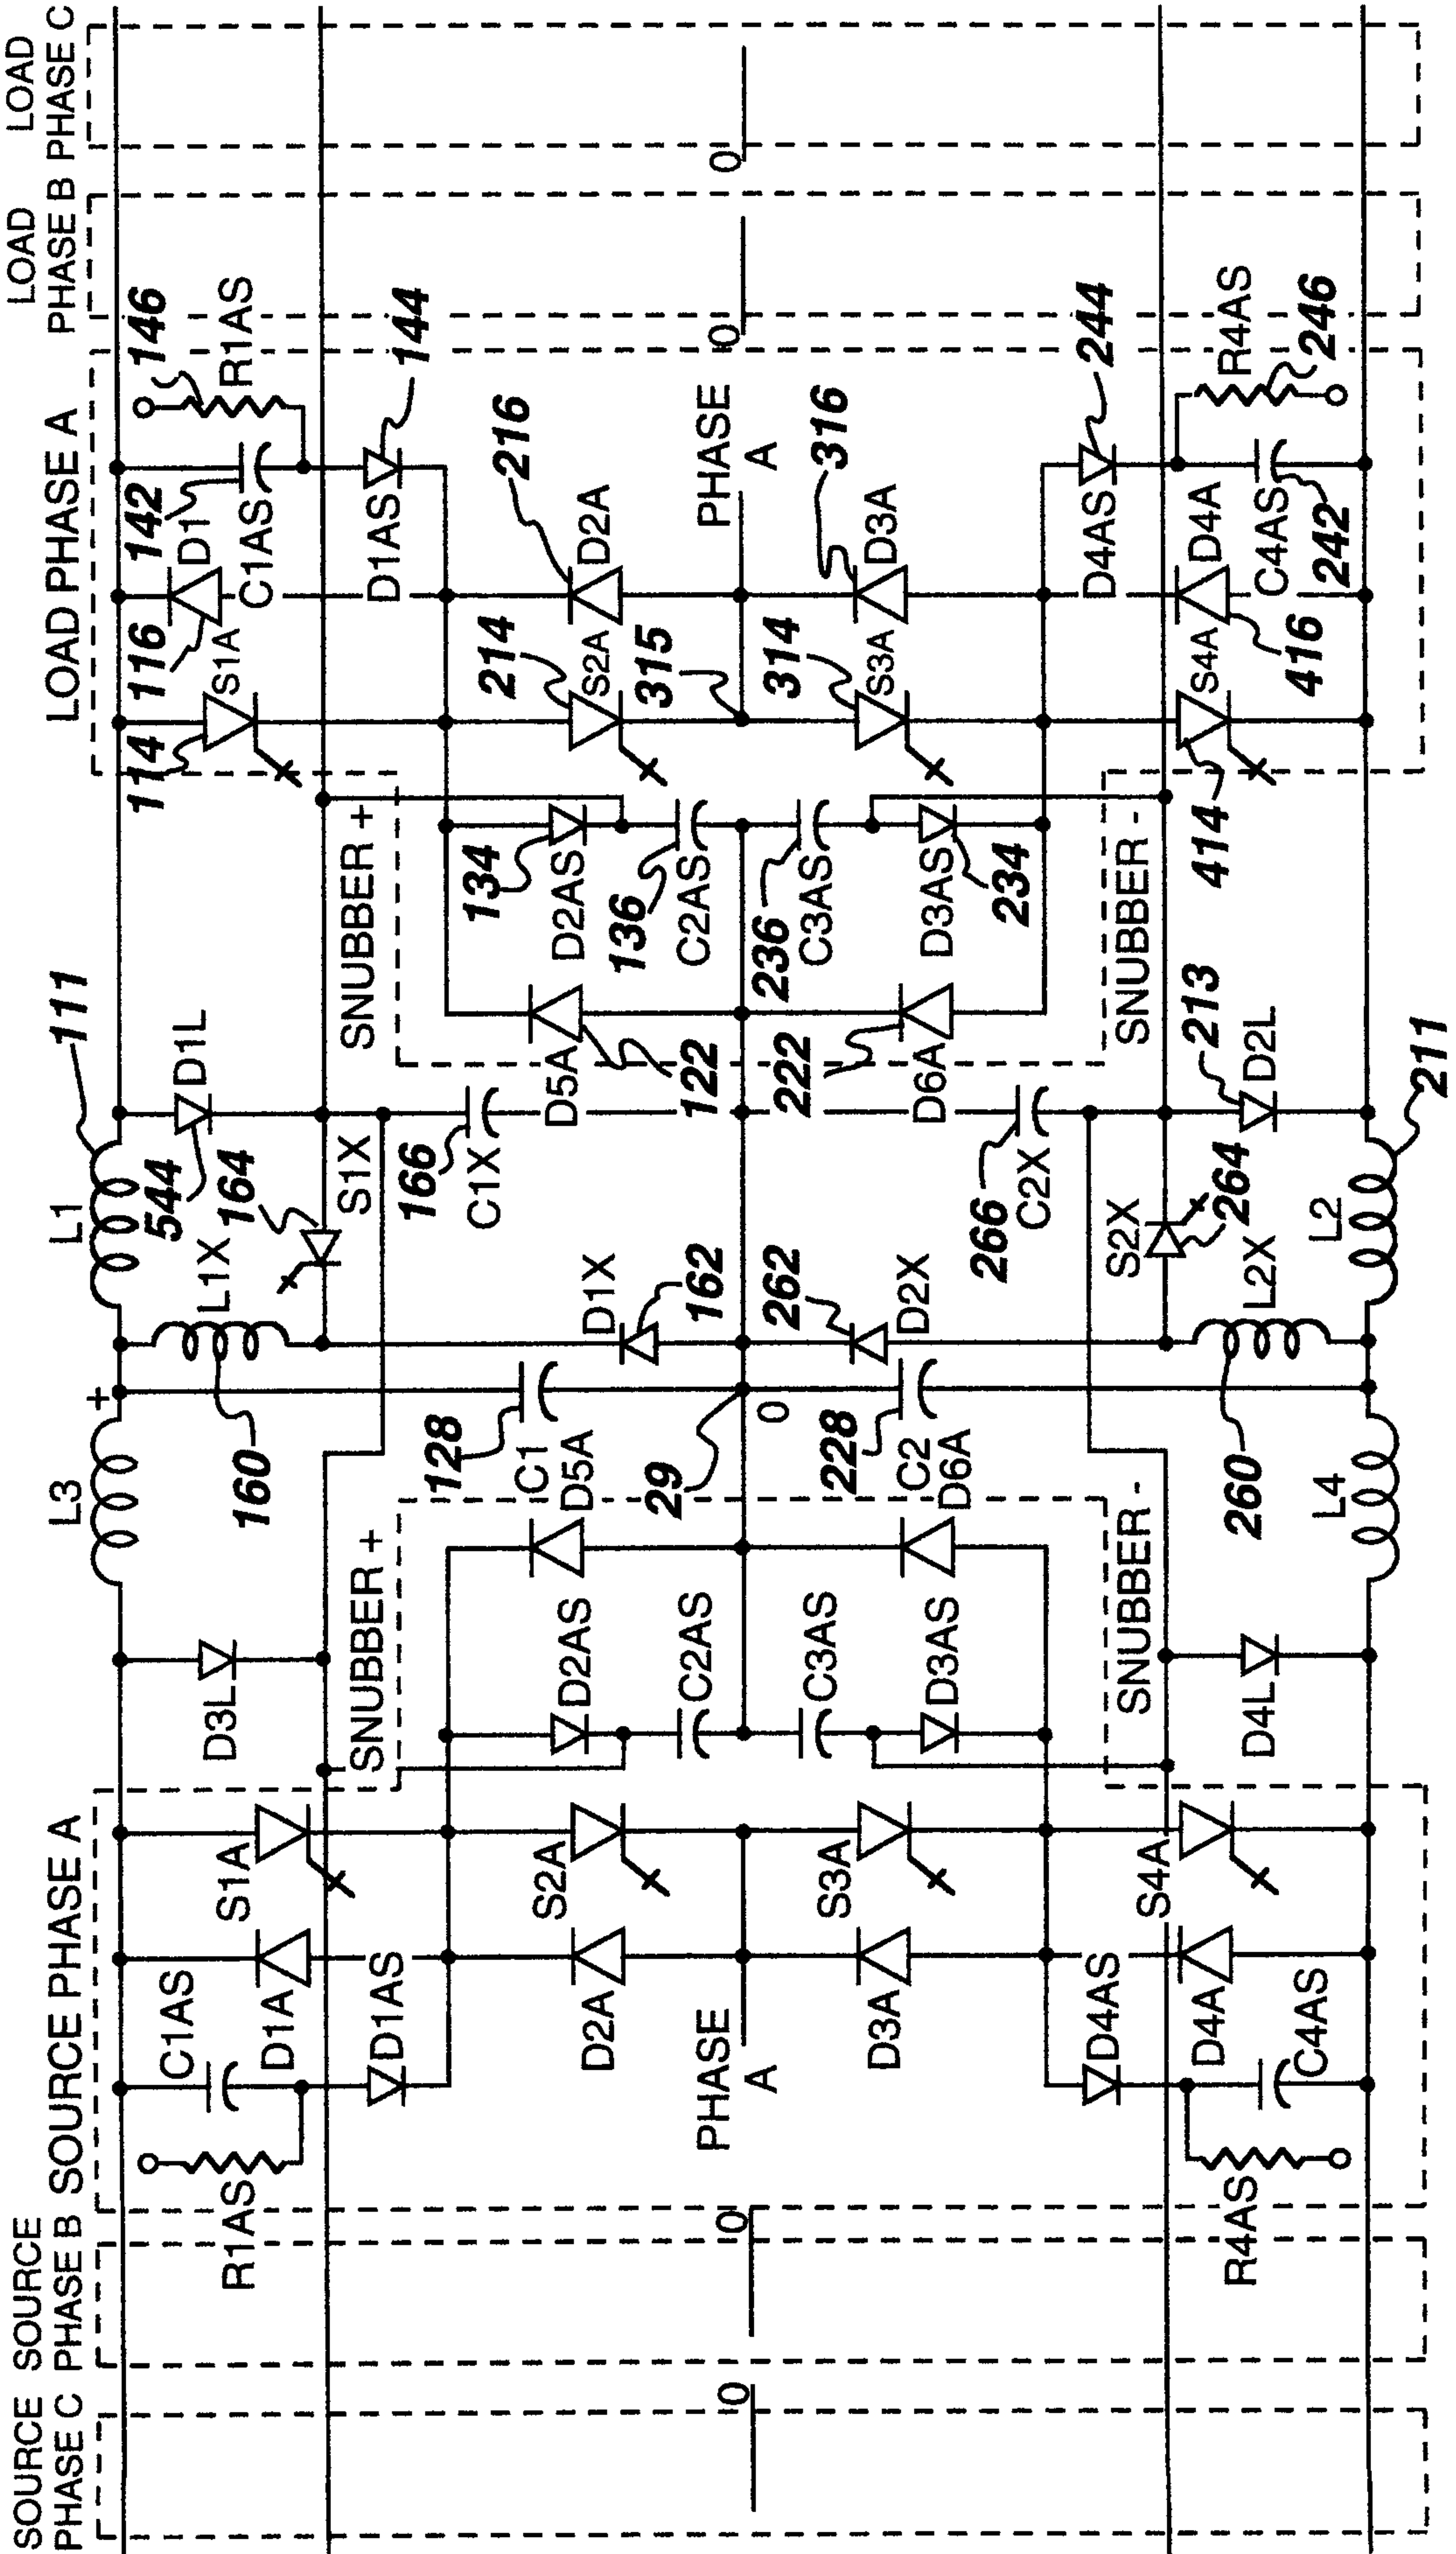 SOURCE
PHASE C
SOURCE
PHASE B
SOURCE PHASE A
C1AS
R1AS
D1A
S1A
D1AS
D2A
S2A
PHASE
A
D3A
S3A
D4AS
D4A
S4A
R4AS
C4AS
0
0
D3L
SNUBBER +
D2AS
D5A
C2AS
C3AS
D3AS
D6A
SNUBBER -
D4L
L3
+
L1
111
L1X
160
D1L
544
164
S1X
128
C1
D1X
162
166
C1X
29
0
228
C2
262
D2X
266
C2X
S2X
264
L2X
260
213
D2L
L4
L2
211
SNUBBER +
134
D2AS
D5A
122
136
C2AS
236
C3AS
222
D6A
D3AS
234
SNUBBER -
LOAD PHASE A
114
116
S1A
142
D1
C1AS
146
R1AS
D1AS
144
214
S2A
216
D2A
315
PHASE
A
314
S3A
316
D3A
D4AS
244
414
S4A
416
D4A
C4AS
242
R4AS
246
LOAD
PHASE B
0
LOAD
PHASE C
0